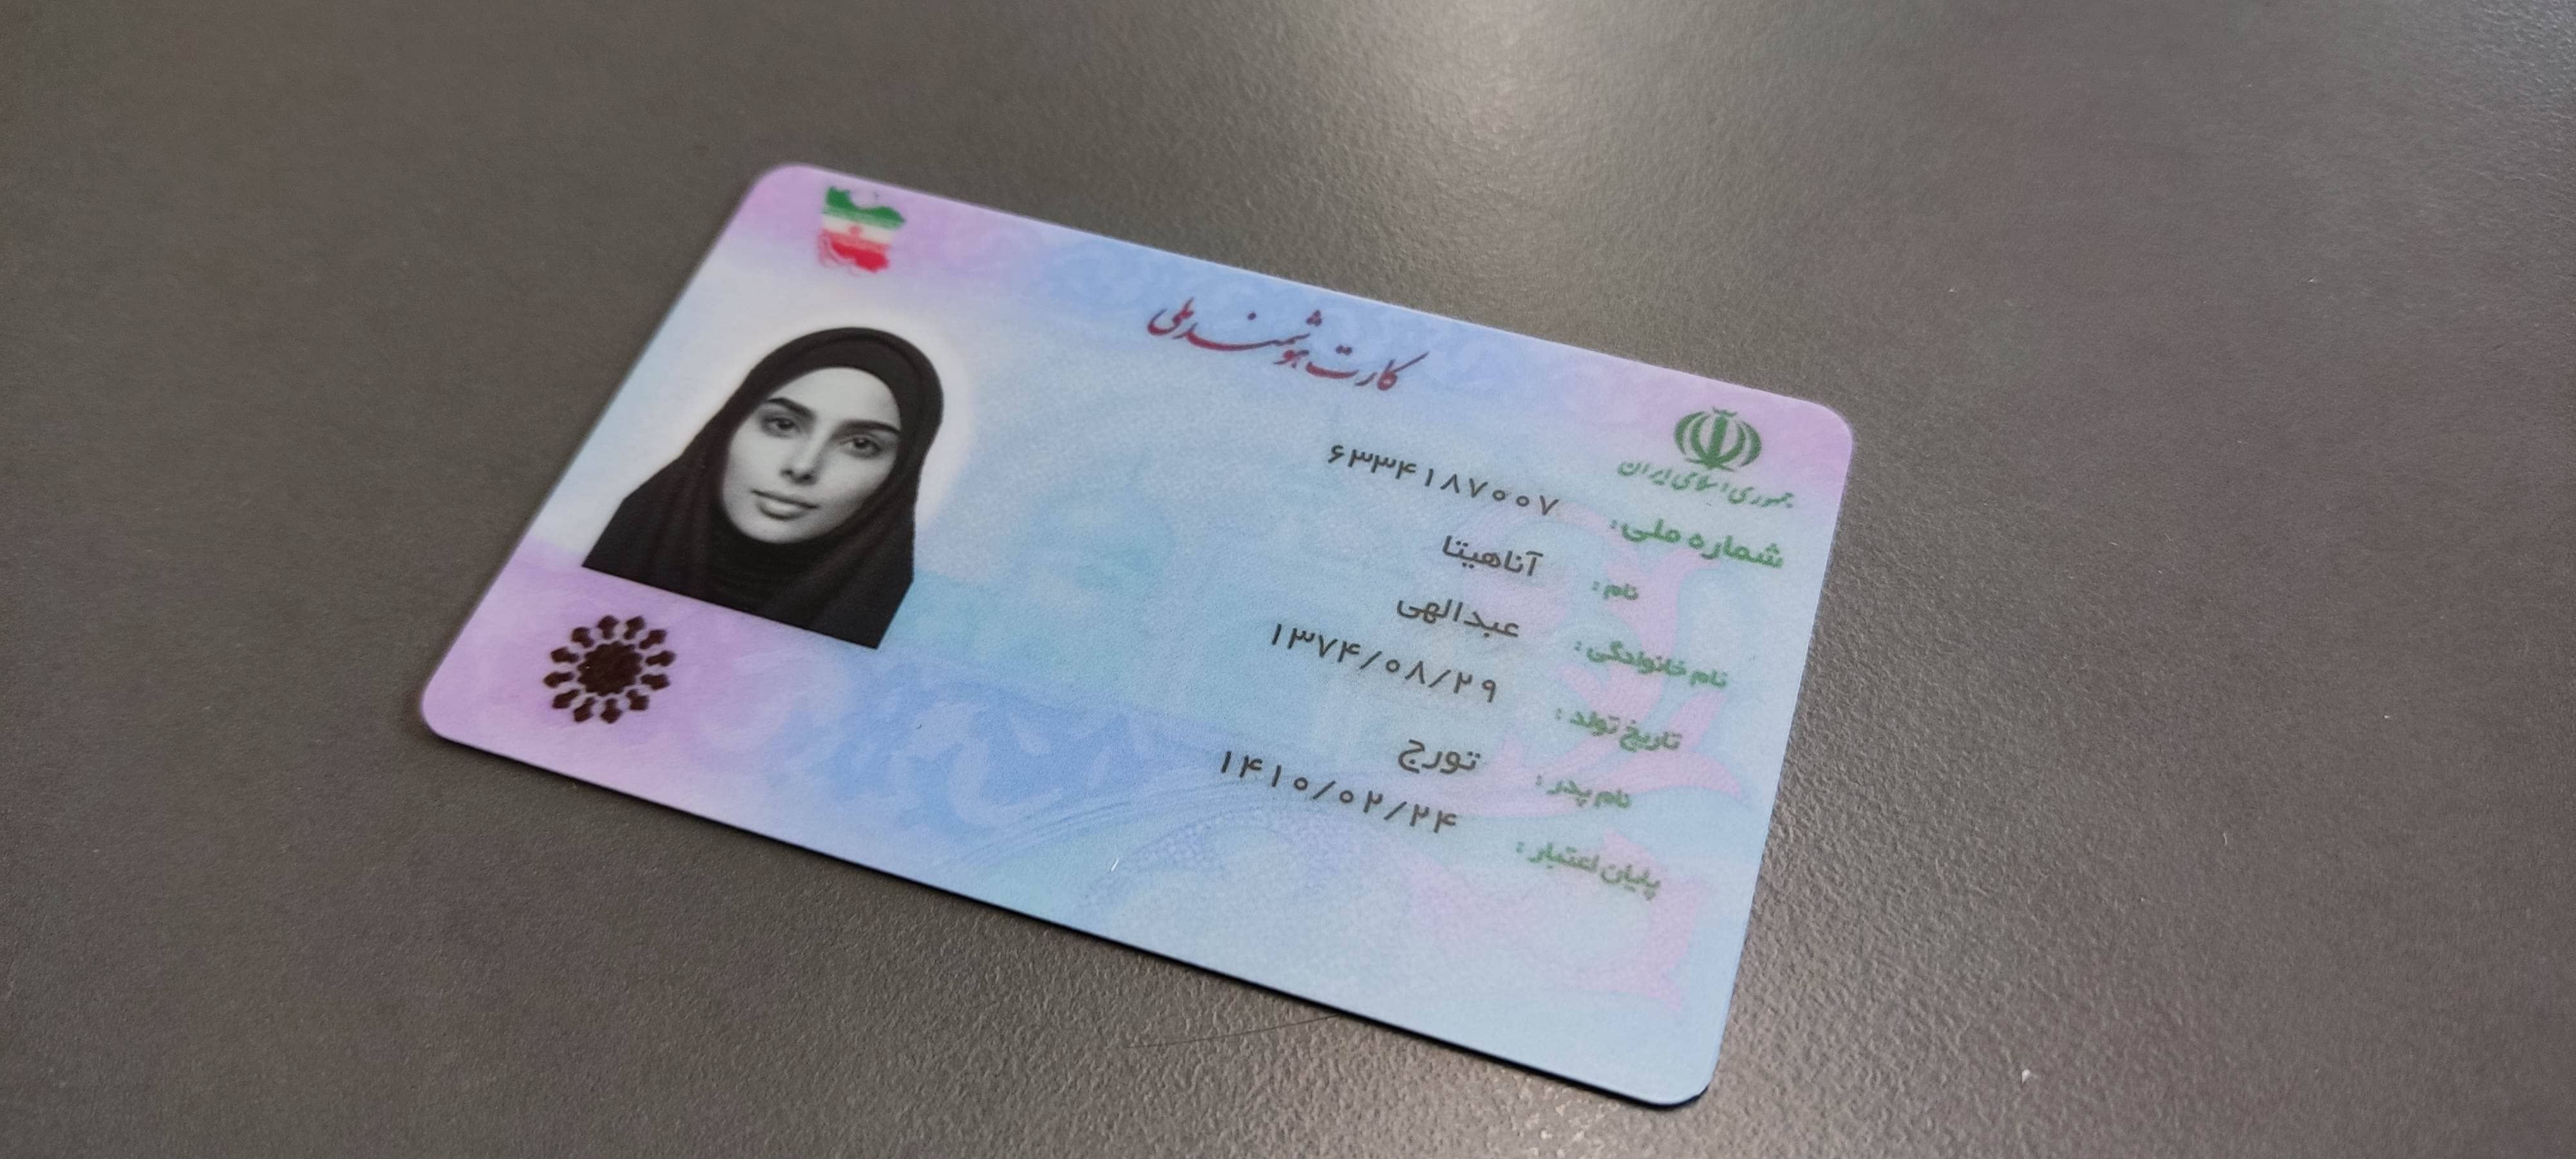 کارت هوشمند ملی
جمهوری اسلامی ایران
شماره ملی: ۶۳۳۴۱۸۷۰۰۷
نام: آناهیتا
نام خانوادگی: عبدالهی
تاریخ تولد: ۱۳۷۴/۰۸/۲۹
نام پدر: تورج
پایان اعتبار: ۱۴۱۰/۰۲/۲۴